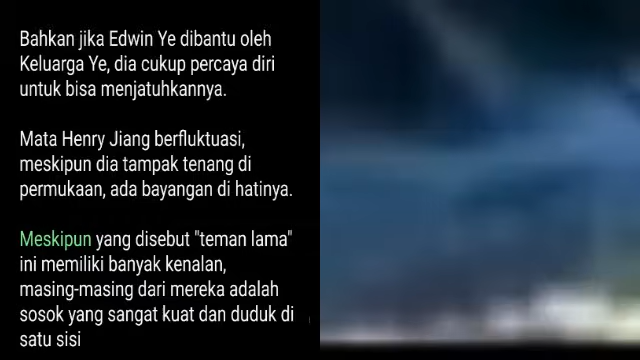 Bahkan jika Edwin Ye dibantu oleh
Keluarga Ye, dia cukup percaya diri
untuk bisa menjatuhkannya.
Mata Henry Jiang berfluktuasi,
meskipun dia tampak tenang di
permukaan, ada bayangan di hatinya.
Meskipun yang disebut "teman lama"
ini memiliki banyak kenalan,
masing-masing dari mereka adalah
sosok yang sangat kuat dan duduk di
satu sisi